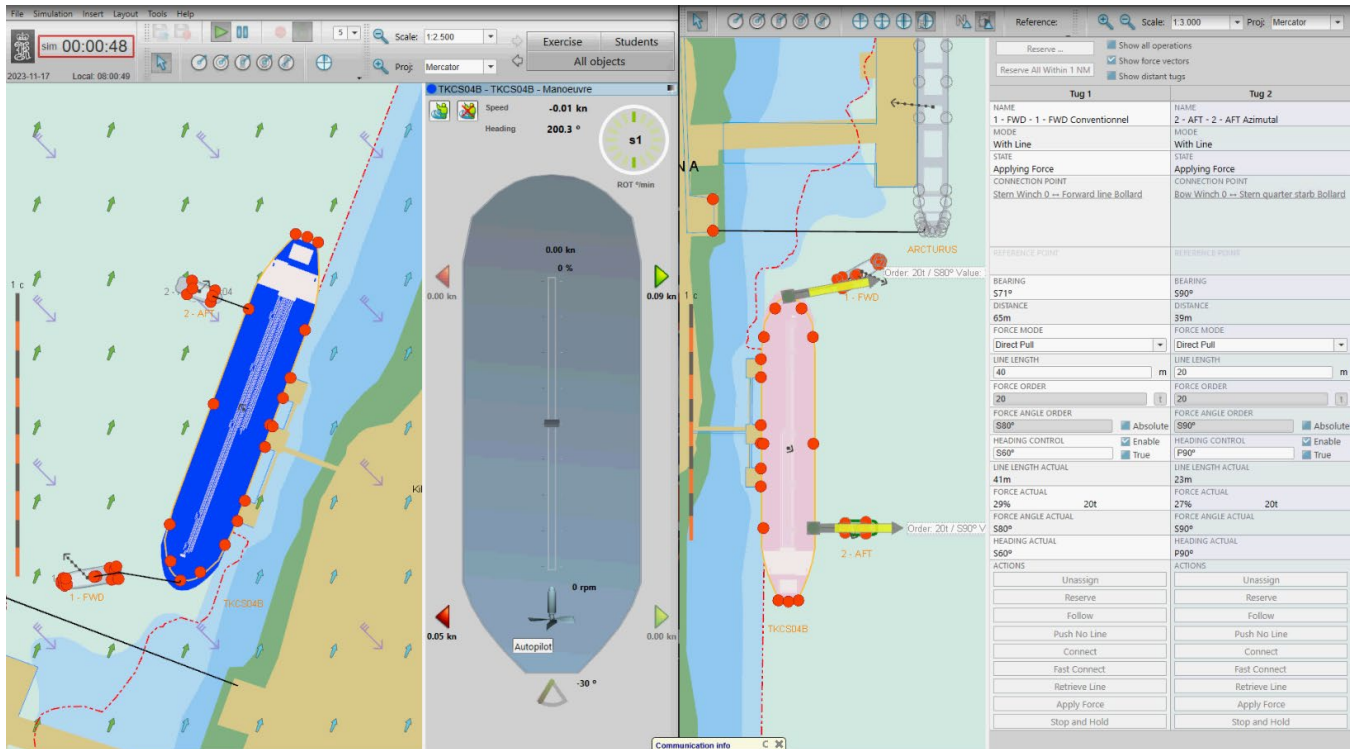 File Simulation Insert Layout Tools Help
sim 00:00:48
5
Scale: 1:2.500
Exercise Students
2023-11-17 Local: 08:00:49
Proj: Mercator
All objects
1 c
2 - AFT
1 - FWD
TKCS04B
TKCS04B - TKCS04B - Manoeuvre
Speed -0.01 kn
Heading 200.3 º
s1
ROT º/min
0.00 kn
0 %
0.00 kn
0.09 kn
0 rpm
0.05 kn
0.00 kn
Autopilot
-30 º
Reference:
Scale: 1:3.000
Proj: Mercator
N A
ARCTURUS
Order: 20t / S80º Value:
1 - FWD
1 c
Order: 20t / S90º V
2 - AFT
TKCS04B
Communication info C
Reserve ...
Show all operations
Show force vectors
Reserve All Within 1 NM
Show distant tugs
Tug 1 Tug 2
NAME NAME
1 - FWD - 1 - FWD Conventionnel 2 - AFT - 2 - AFT Azimutal
MODE MODE
With Line With Line
STATE STATE
Applying Force Applying Force
CONNECTION POINT CONNECTION POINT
Stern Winch 0 ↔ Forward line Bollard Bow Winch 0 ↔ Stern quarter starb Bollard
REFERENCE POINT REFERENCE POINT
BEARING BEARING
S71º S90º
DISTANCE DISTANCE
65m 39m
FORCE MODE FORCE MODE
Direct Pull Direct Pull
LINE LENGTH LINE LENGTH
40 m 20 m
FORCE ORDER FORCE ORDER
20 t 20 t
FORCE ANGLE ORDER FORCE ANGLE ORDER
S80º Absolute S90º Absolute
HEADING CONTROL Enable HEADING CONTROL Enable
S60º True P90º True
LINE LENGTH ACTUAL LINE LENGTH ACTUAL
41m 23m
FORCE ACTUAL FORCE ACTUAL
29% 20t 27% 20t
FORCE ANGLE ACTUAL FORCE ANGLE ACTUAL
S80º S90º
HEADING ACTUAL HEADING ACTUAL
S60º P90º
ACTIONS ACTIONS
Unassign Unassign
Reserve Reserve
Follow Follow
Push No Line Push No Line
Connect Connect
Fast Connect Fast Connect
Retrieve Line Retrieve Line
Apply Force Apply Force
Stop and Hold Stop and Hold